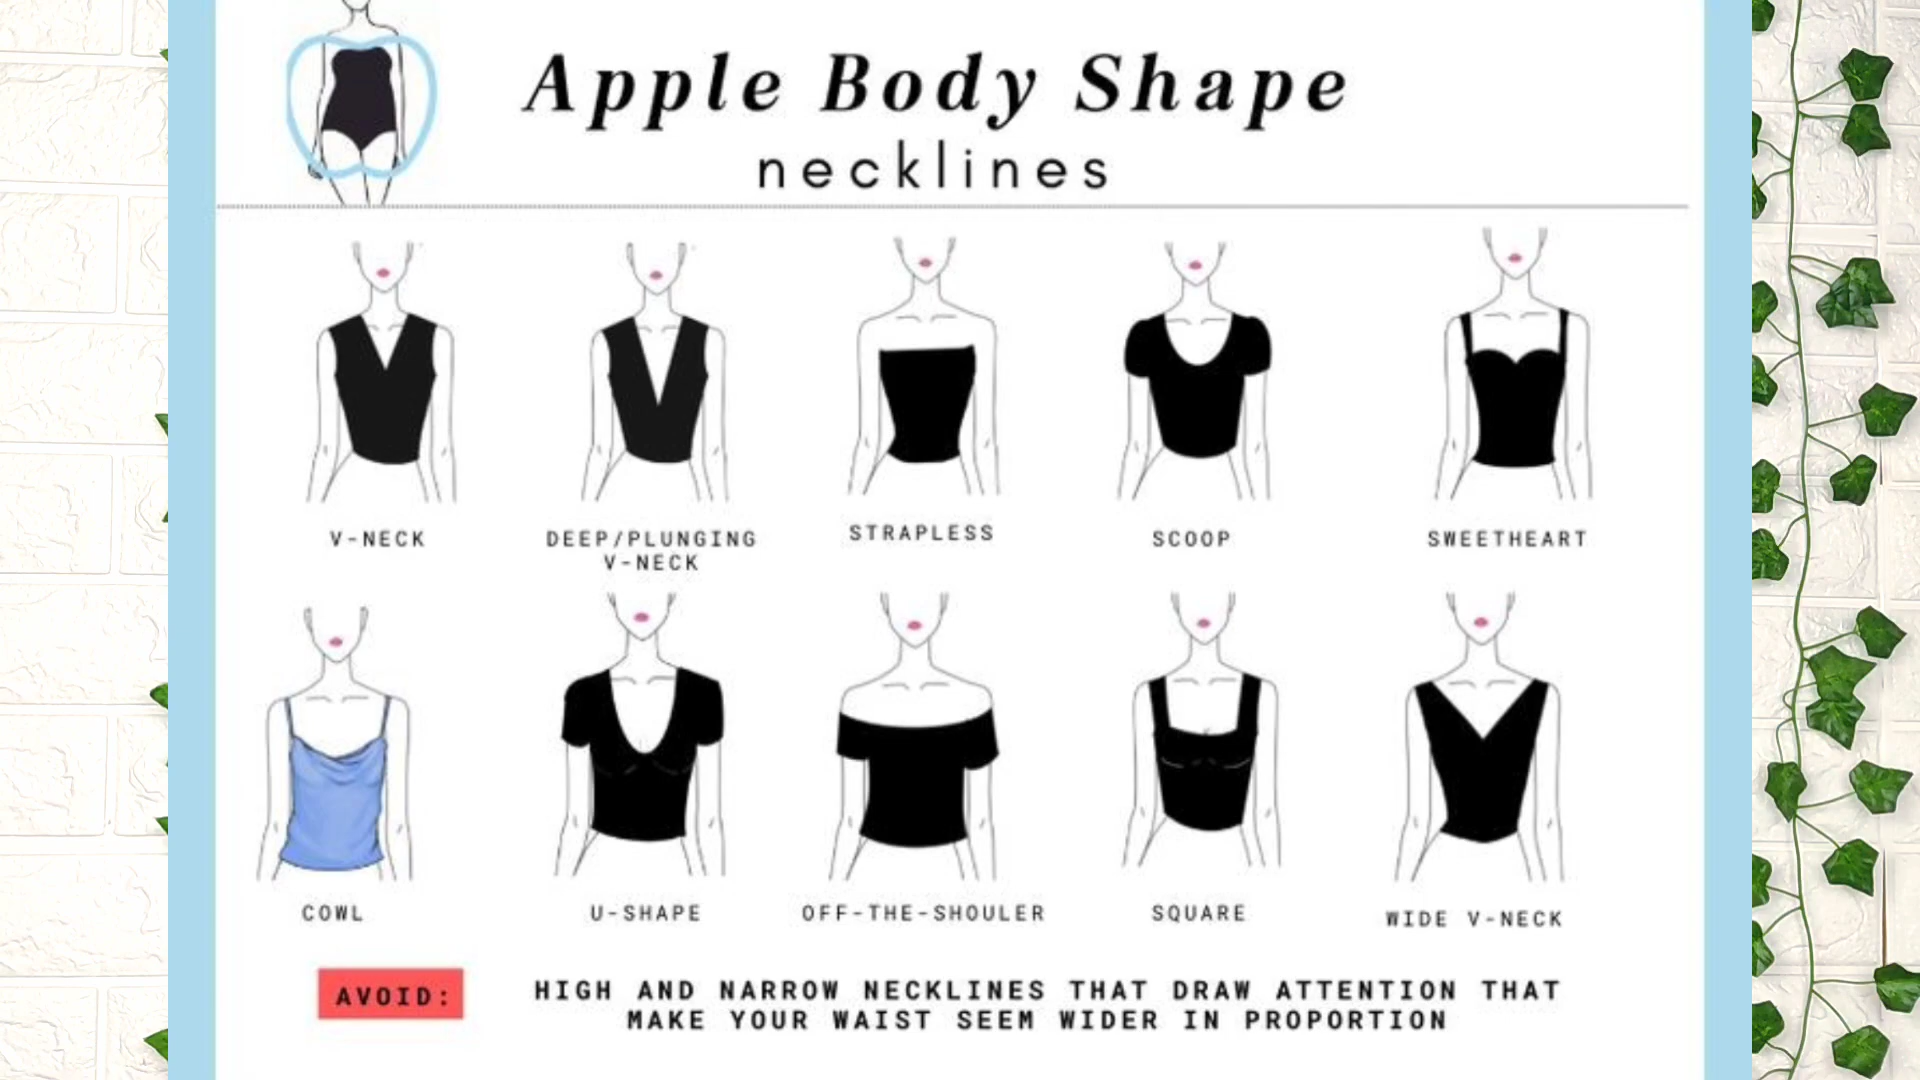 Apple Body Shape
necklines
V-NECK
DEEP/PLUNGING
V-NECK
STRAPLESS
SCOOP
SWEETHEART
COWL
U-SHAPE
OFF-THE-SHOULER
SQUARE
WIDE V-NECK
AVOID:
HIGH AND NARROW NECKLINES THAT DRAW ATTENTION THAT
MAKE YOUR WAIST SEEM WIDER IN PROPORTION